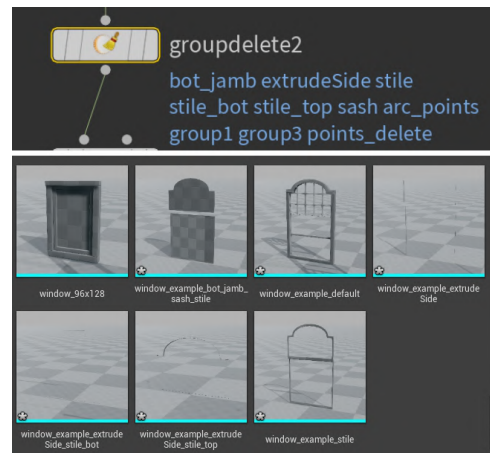 groupdelete2
bot_jamb extrudeSide stile
stile_bot stile_top sash arc_points
group1 group3 points_delete
window_96x128
window_example_bot_jamb_
sash_stile
window_example_default
window_example_extrude
Side
window_example_extrude
Side_stile_bot
window_example_extrude
Side_stile_top
window_example_stile